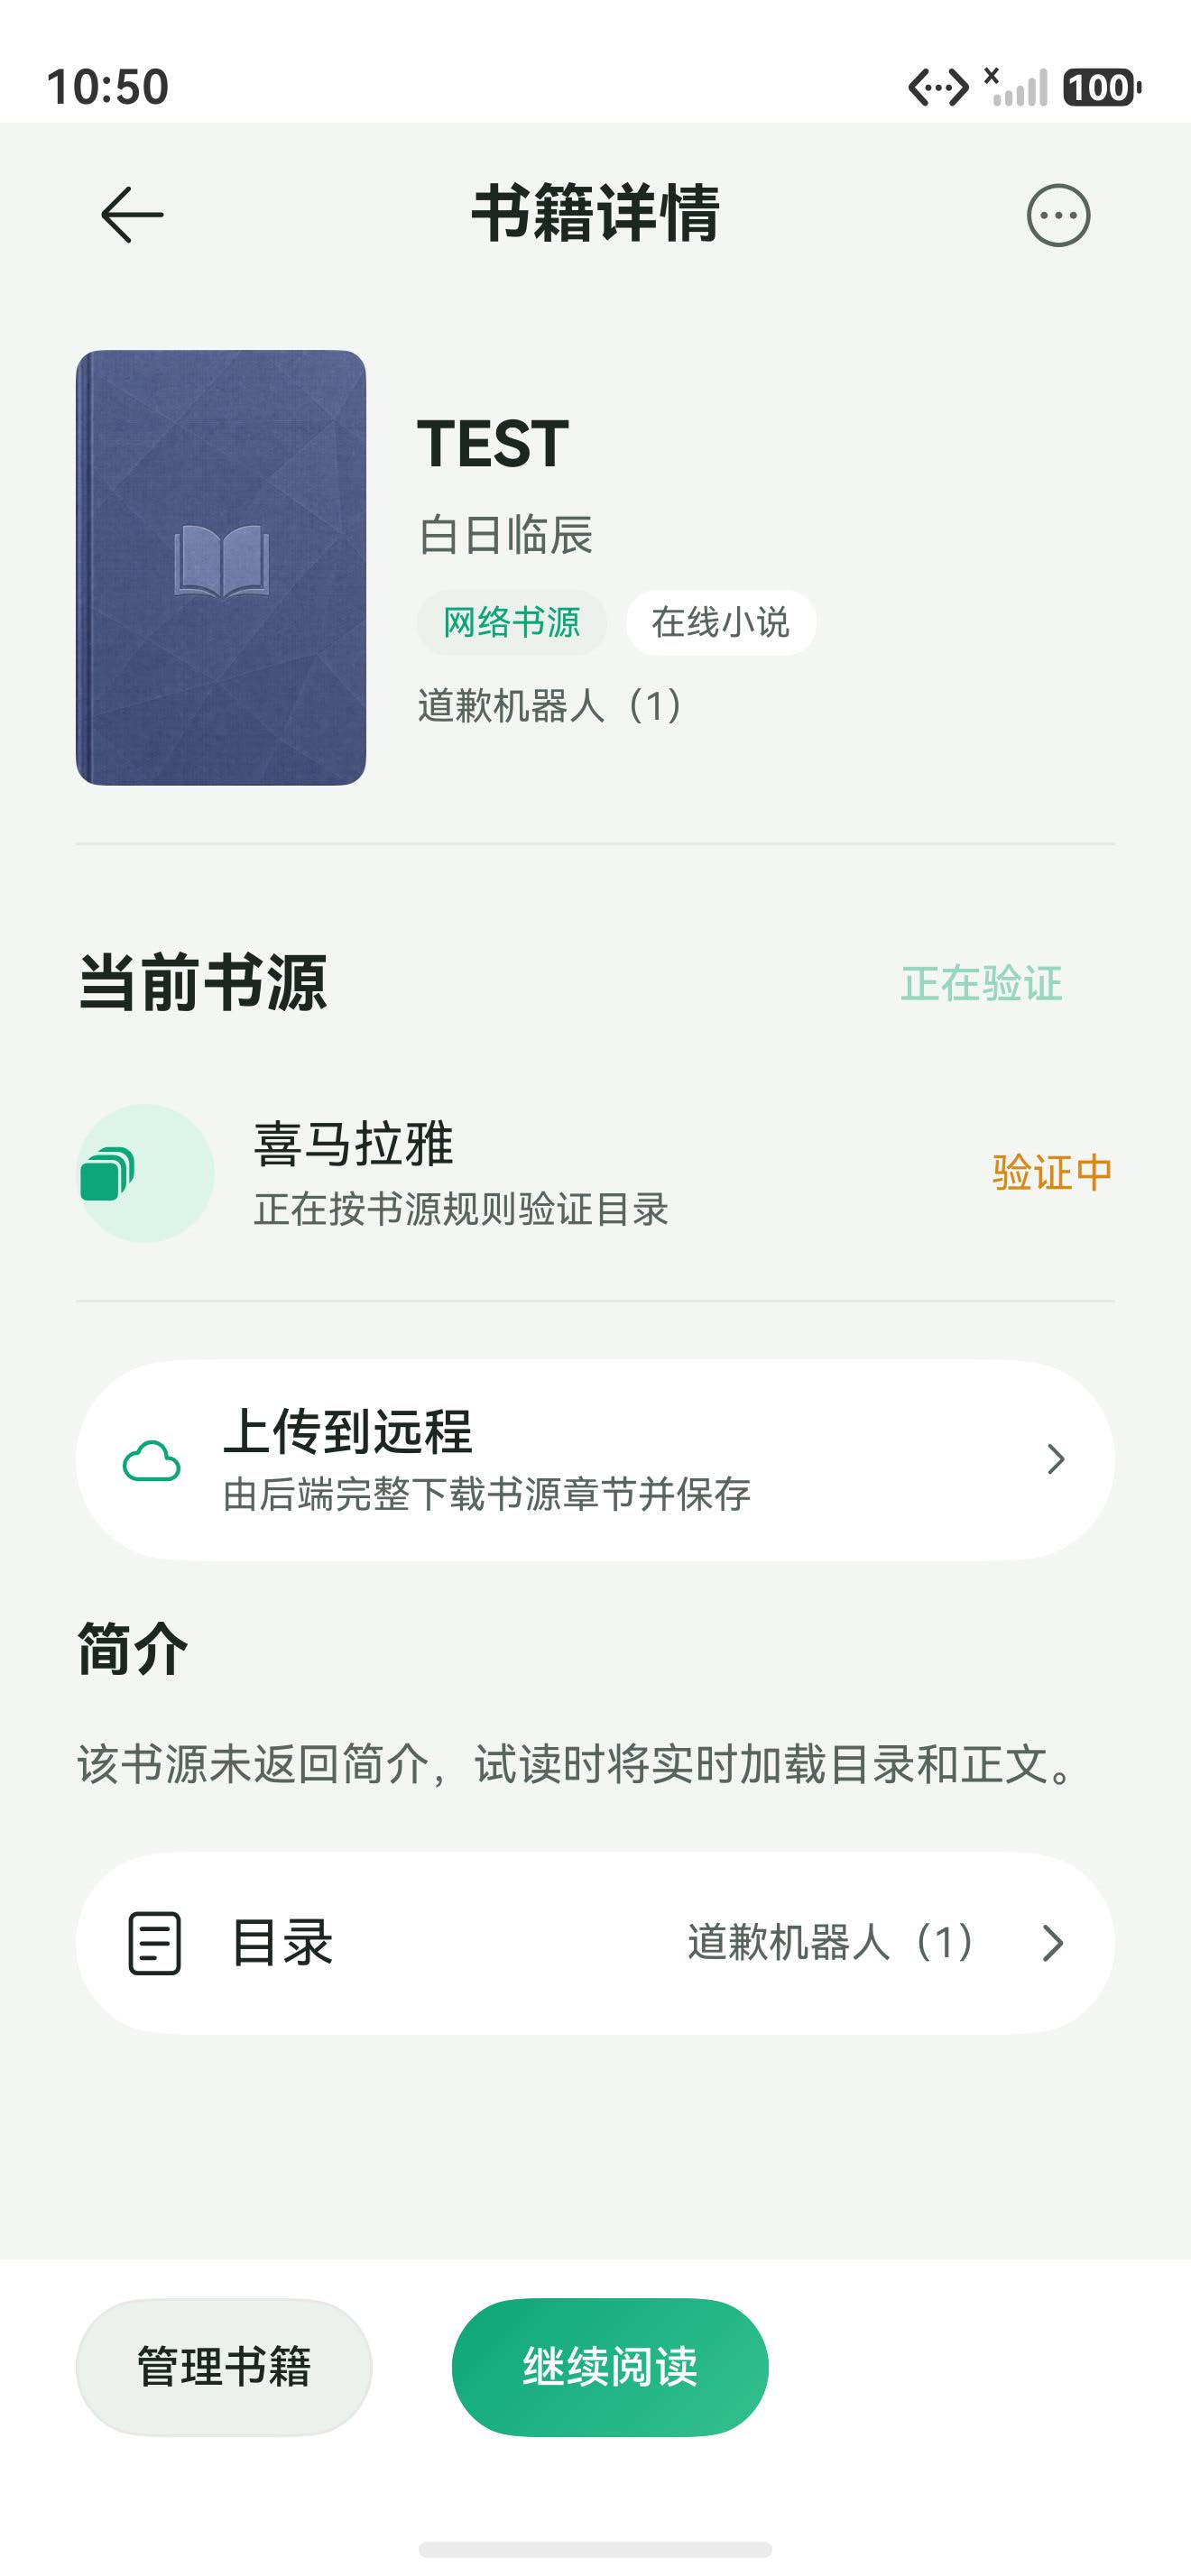 10:50
100
书籍详情
TEST
白日临辰
网络书源 在线小说
道歉机器人（1）
当前书源 正在验证
喜马拉雅
正在按书源规则验证目录
验证中
上传到远程
由后端完整下载书源章节并保存
简介
该书源未返回简介，试读时将实时加载目录和正文。
目录 道歉机器人（1）
管理书籍 继续阅读